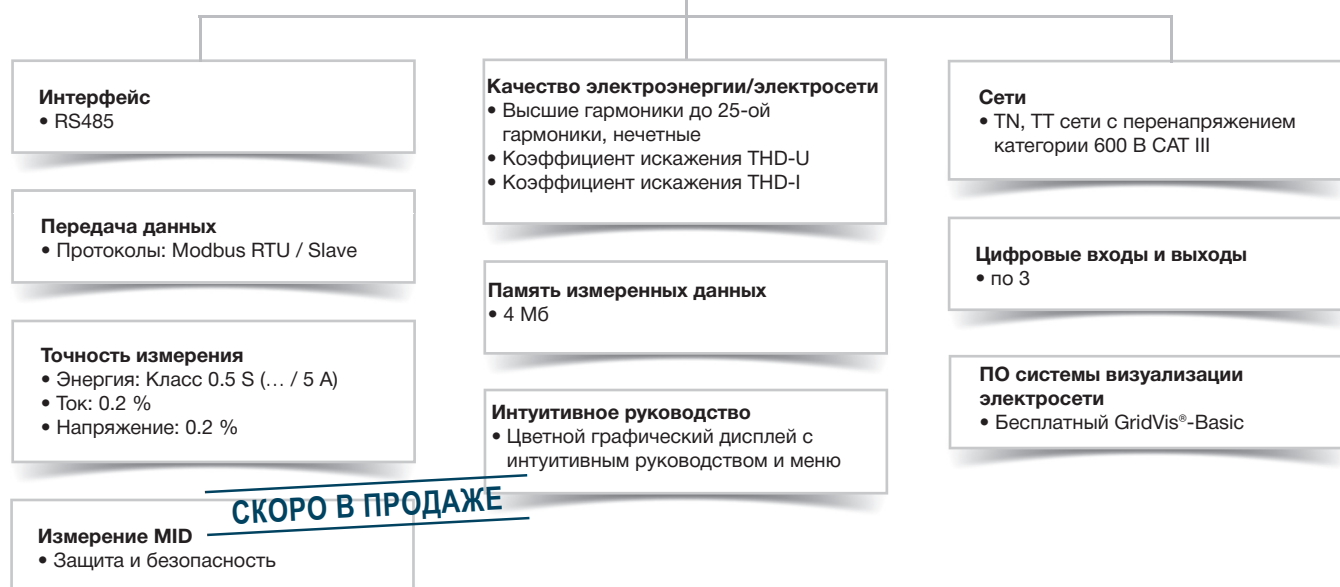 Интерфейс
• RS485
Передача данных
• Протоколы: Modbus RTU / Slave
Точность измерения
• Энергия: Класс 0.5 S (… / 5 A)
• Ток: 0.2 %
• Напряжение: 0.2 %
СКОРО В ПРОДАЖЕ
Измерение MID
• Защита и безопасность
Качество электроэнергии/электросети
• Высшие гармоники до 25-ой
гармоники, нечетные
• Коэффициент искажения THD-U
• Коэффициент искажения THD-I
Память измеренных данных
• 4 Мб
Интуитивное руководство
• Цветной графический дисплей с
интуитивным руководством и меню
Сети
• TN, TT сети с перенапряжением
категории 600 В CAT III
Цифровые входы и выходы
• по 3
ПО системы визуализации
электросети
• Бесплатный GridVis®-Basic